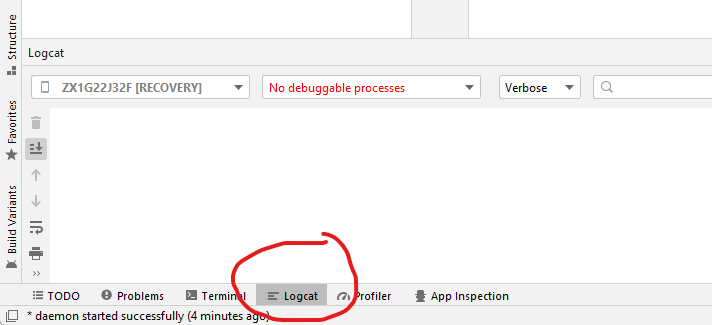 Structure
Favorites
Build Variants
Logcat
ZX1G22J32F [RECOVERY]
No debuggable processes
Verbose
TODO
Problems
Terminal
Logcat
Profiler
App Inspection
* daemon started successfully (4 minutes ago)